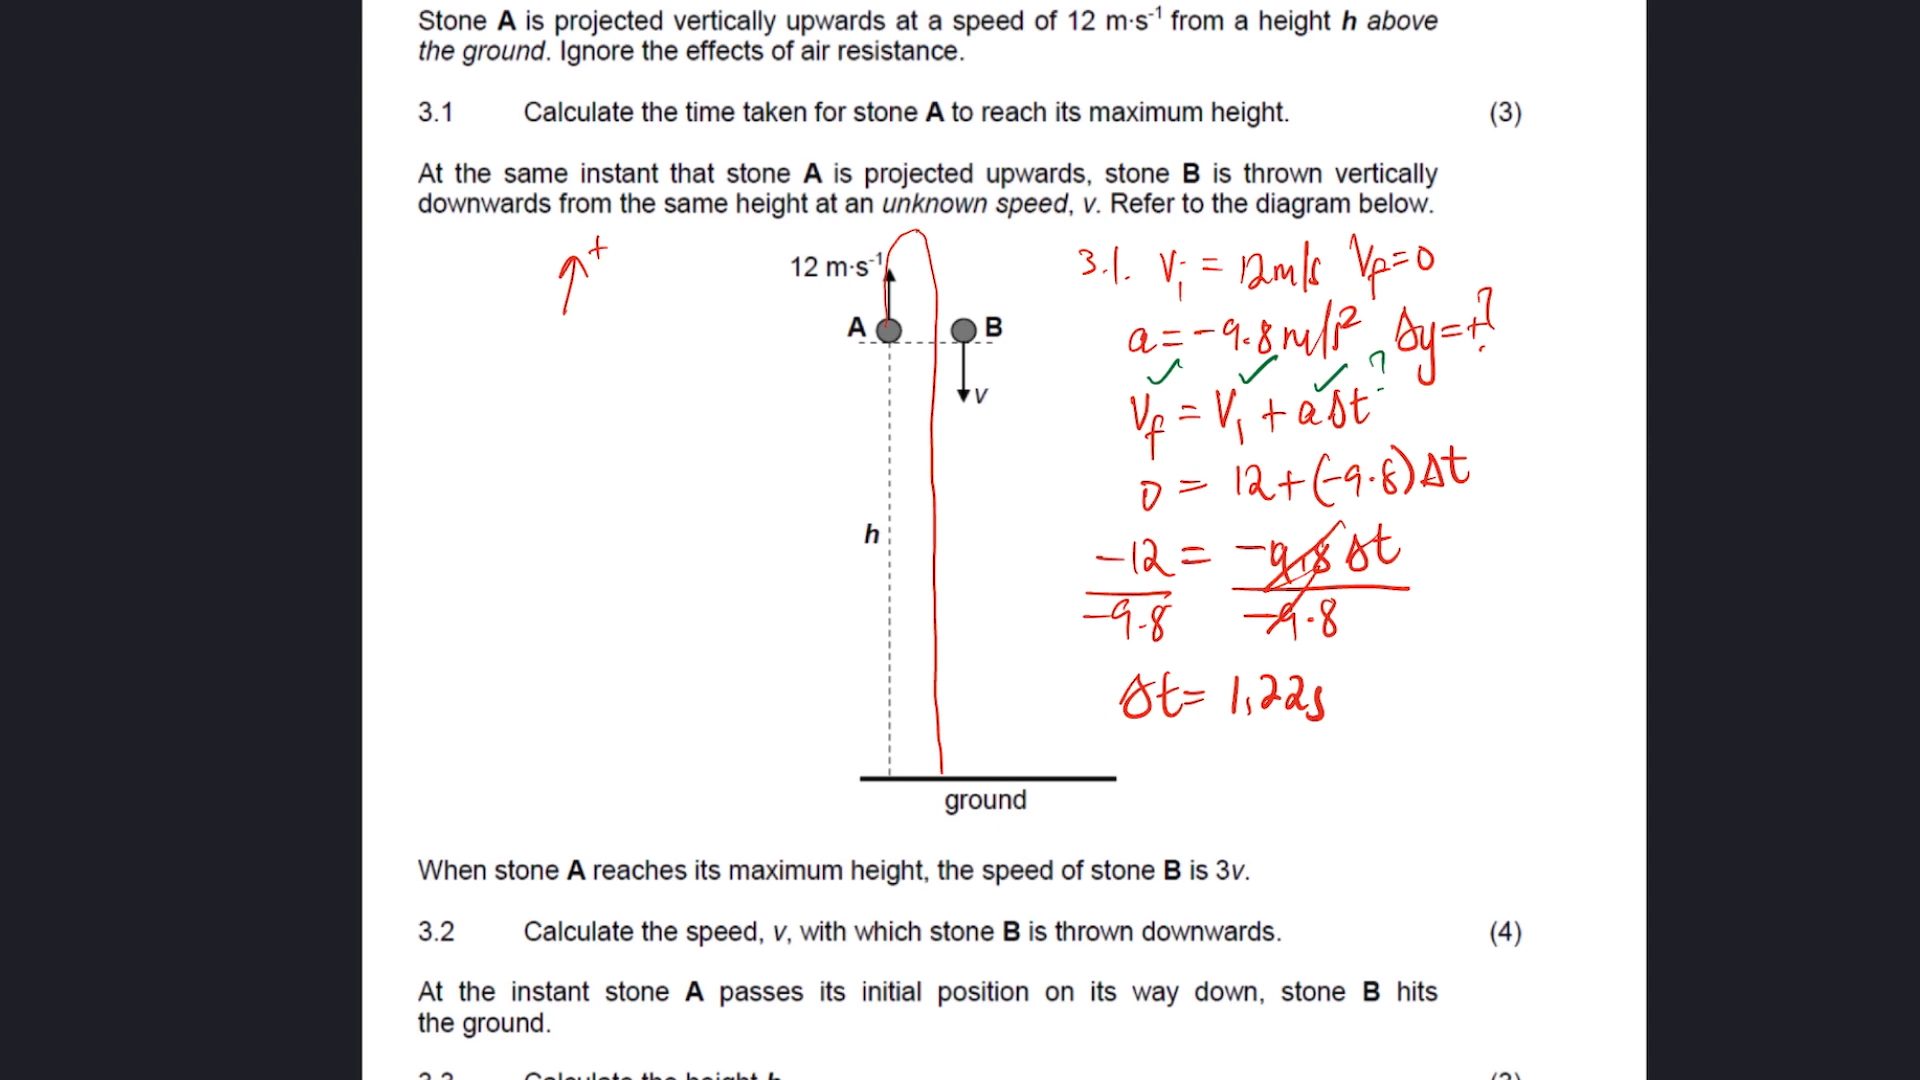 Stone A is projected vertically upwards at a speed of 12 m·s⁻¹ from a height h above
the ground. Ignore the effects of air resistance.
3.1 Calculate the time taken for stone A to reach its maximum height. (3)
At the same instant that stone A is projected upwards, stone B is thrown vertically
downwards from the same height at an unknown speed, v. Refer to the diagram below.
+
12 m·s⁻¹
A B
v
h
ground
3.1. Vi = 12m/s Vf=0
a = -9.8m/s² Δy=+?
?
Vf = Vi + aΔt
0 = 12+(-9.8)Δt
-12 = -9.8Δt
-9.8 -9.8
Δt= 1,22s
When stone A reaches its maximum height, the speed of stone B is 3v.
3.2 Calculate the speed, v, with which stone B is thrown downwards. (4)
At the instant stone A passes its initial position on its way down, stone B hits
the ground.